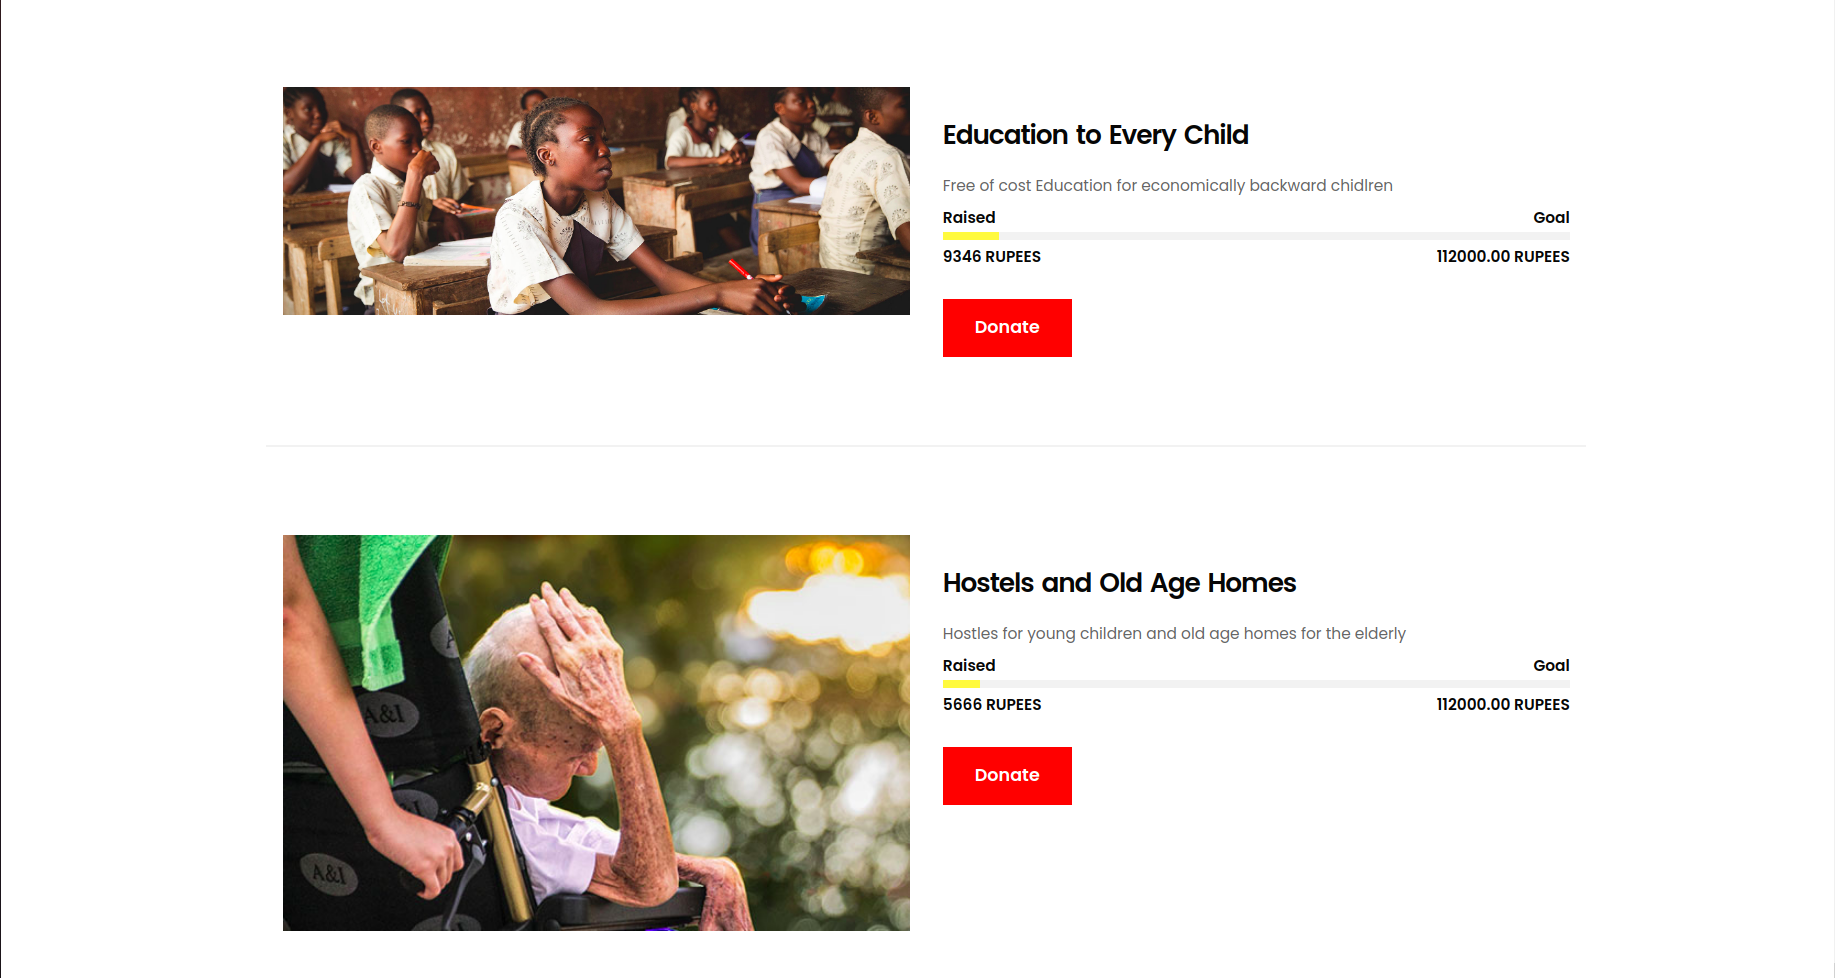 Education to Every Child
Free of cost Education for economically backward chidlren
Raised Goal
9346 RUPEES 112000.00 RUPEES
Donate
Hostels and Old Age Homes
Hostles for young children and old age homes for the elderly
Raised Goal
5666 RUPEES 112000.00 RUPEES
Donate
A&I
A&I